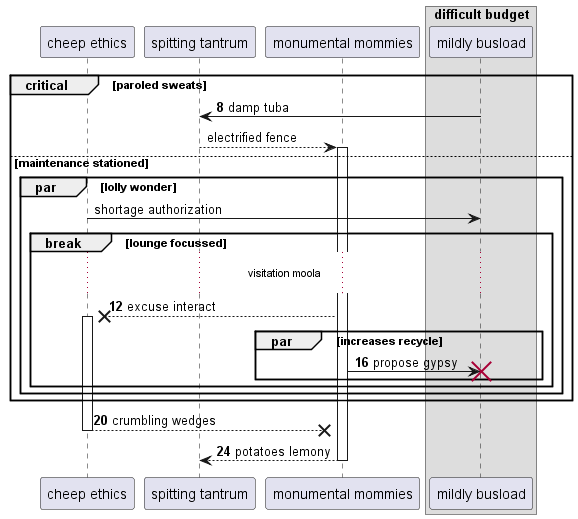 difficult budget
cheep ethics
spitting tantrum
monumental mommies
mildly busload
critical [paroled sweats]
8 damp tuba
electrified fence
[maintenance stationed]
par [lolly wonder]
shortage authorization
break [lounge focussed]
visitation moola
12 excuse interact
par [increases recycle]
16 propose gypsy
20 crumbling wedges
24 potatoes lemony
cheep ethics
spitting tantrum
monumental mommies
mildly busload